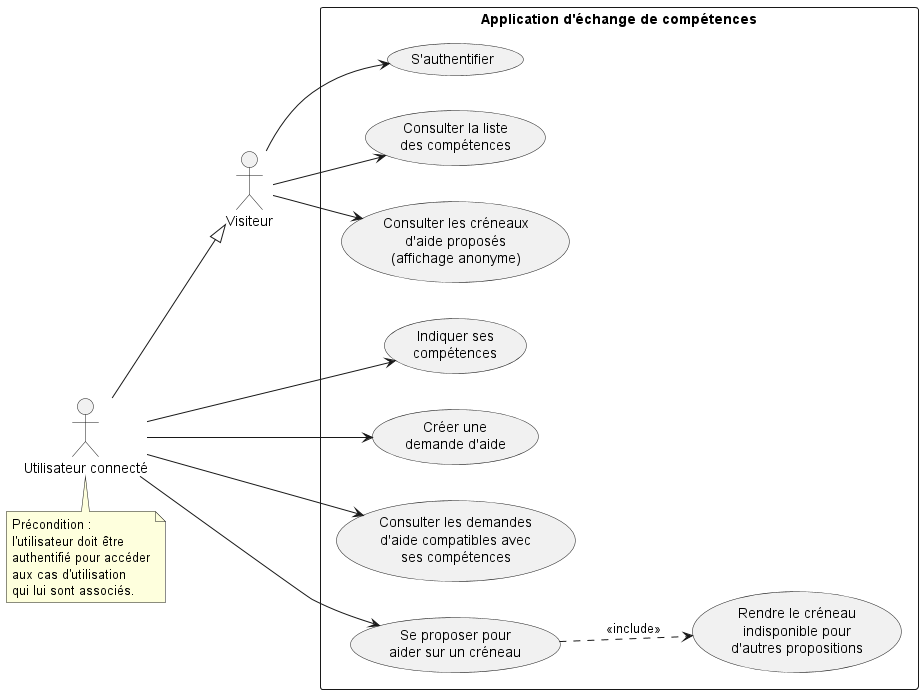 Application d'échange de compétences
S'authentifier
Consulter la liste
des compétences
Visiteur
Consulter les créneaux
d'aide proposés
(affichage anonyme)
Indiquer ses
compétences
Créer une
demande d'aide
Utilisateur connecté
Consulter les demandes
d'aide compatibles avec
ses compétences
Précondition :
l'utilisateur doit être
authentifié pour accéder
aux cas d'utilisation
qui lui sont associés.
Se proposer pour
aider sur un créneau
«include»
Rendre le créneau
indisponible pour
d'autres propositions